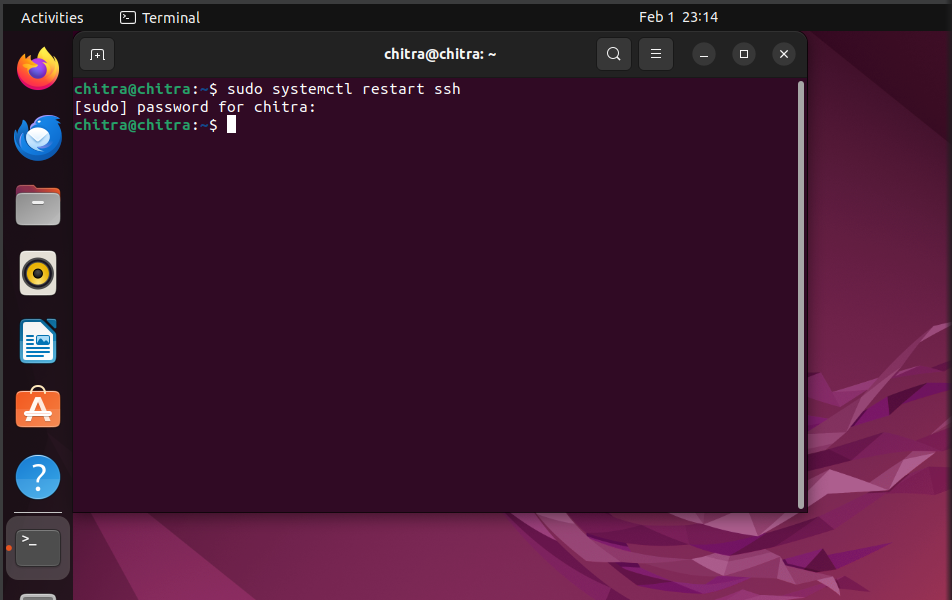 Activities Terminal Feb 1 23:14
chitra@chitra: ~
chitra@chitra:~$ sudo systemctl restart ssh
[sudo] password for chitra:
chitra@chitra:~$